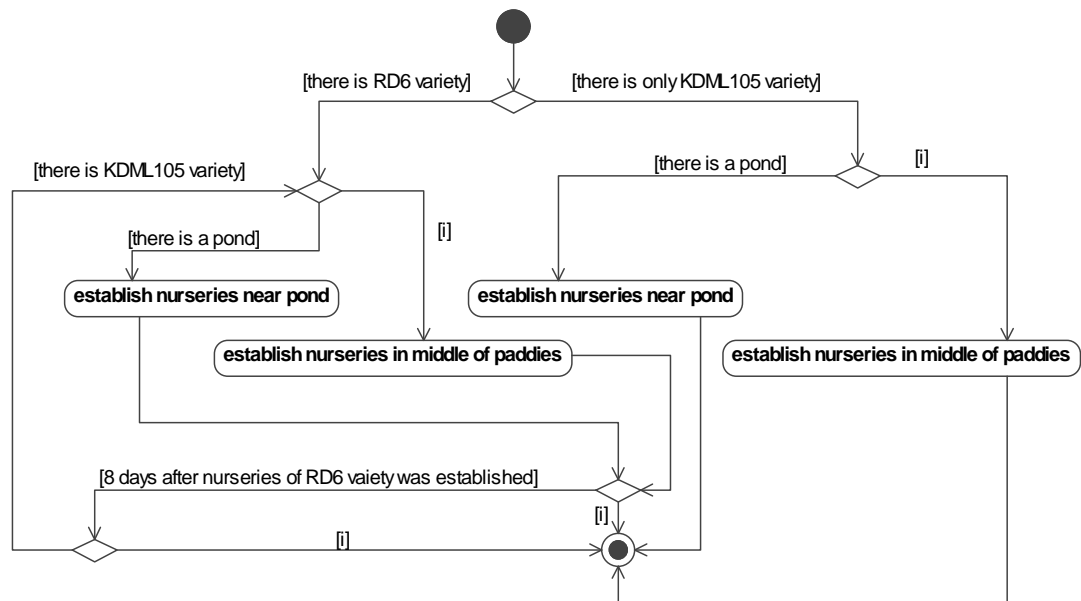 [there is RD6 variety]
[there is only KDML105 variety]
[there is KDML105 variety]
[there is a pond]
[i]
[there is a pond]
[i]
establish nurseries near pond
establish nurseries near pond
establish nurseries in middle of paddies
establish nurseries in middle of paddies
[8 days after nurseries of RD6 vaiety was established]
[i]
[i]